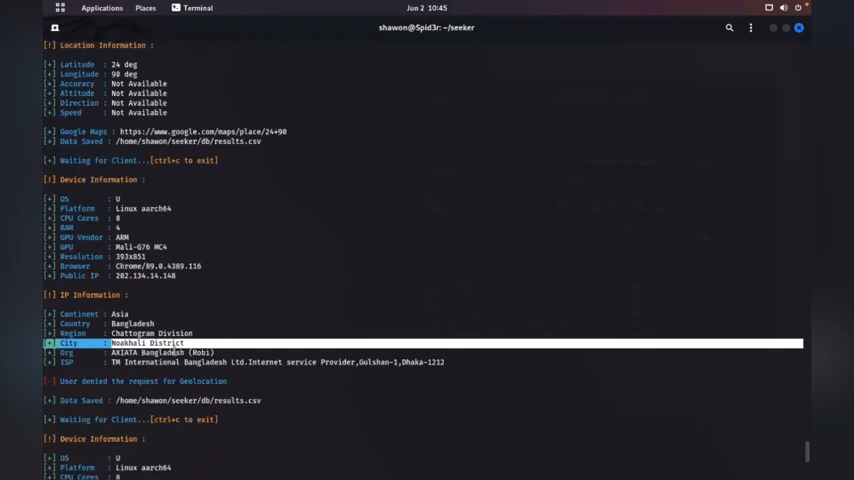 Applications Places Terminal Jun 2 10:45
shawon@Spid3r: ~/seeker
[!] Location Information :
[+] Latitude : 24 deg
[+] Longitude : 90 deg
[+] Accuracy : Not Available
[+] Altitude : Not Available
[+] Direction : Not Available
[+] Speed : Not Available
[+] Google Maps : https://www.google.com/maps/place/24+90
[+] Data Saved : /home/shawon/seeker/db/results.csv
[+] Waiting for Client...[ctrl+c to exit]
[!] Device Information :
[+] OS : U
[+] Platform : Linux aarch64
[+] CPU Cores : 8
[+] RAM : 4
[+] GPU Vendor : ARM
[+] GPU : Mali-G76 MC4
[+] Resolution : 393x851
[+] Browser : Chrome/89.0.4389.116
[+] Public IP : 202.134.14.148
[!] IP Information :
[+] Continent : Asia
[+] Country : Bangladesh
[+] Region : Chattogram Division
[+] City : Noakhali District
[+] Org : AXIATA Bangladesh (Robi)
[+] ISP : TM International Bangladesh Ltd.Internet service Provider,Gulshan-1,Dhaka-1212
[-] User denied the request for Geolocation
[+] Data Saved : /home/shawon/seeker/db/results.csv
[+] Waiting for Client...[ctrl+c to exit]
[!] Device Information :
[+] OS : U
[+] Platform : Linux aarch64
[+] CPU Cores : 8